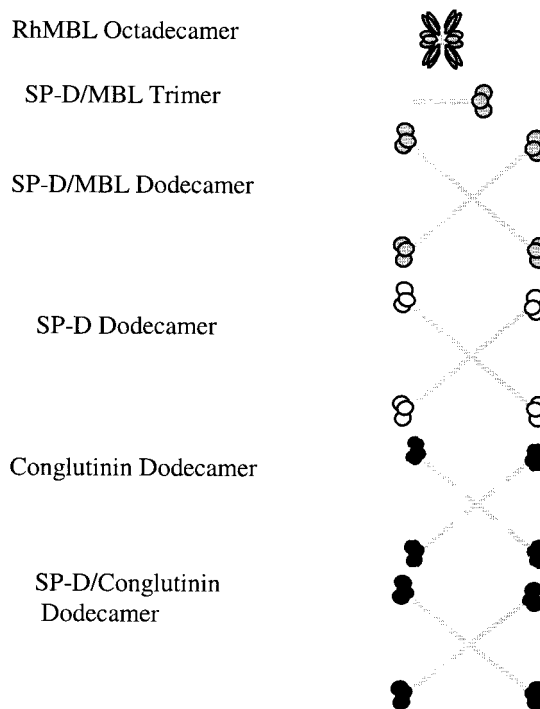 RhMBL Octadecamer
SP-D/MBL Trimer
SP-D/MBL Dodecamer
SP-D Dodecamer
Conglutinin Dodecamer
SP-D/Conglutinin
Dodecamer